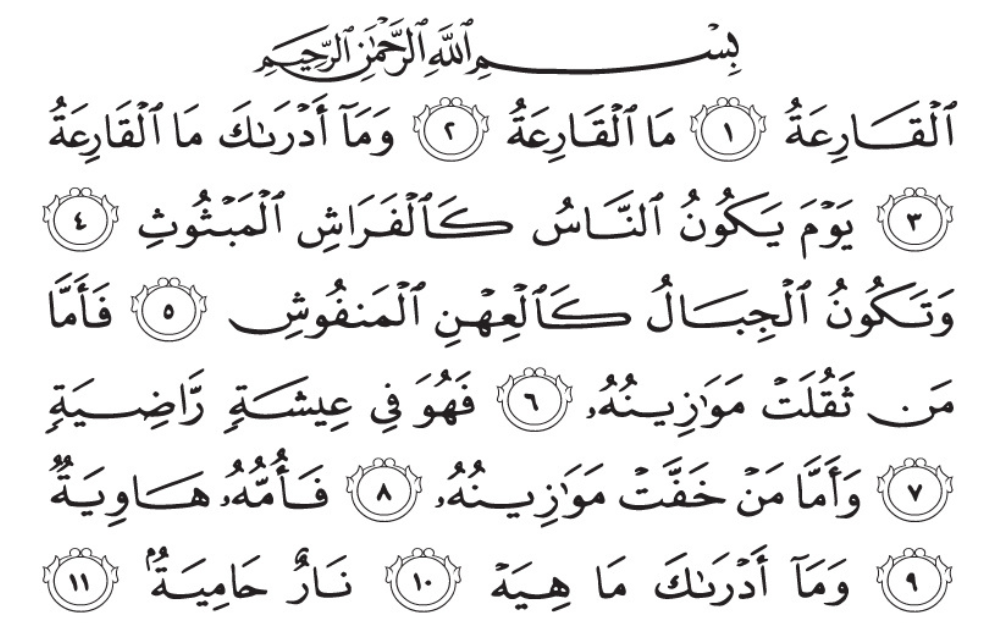 بِسْمِ ٱللَّهِ ٱلرَّحْمَٰنِ ٱلرَّحِيمِ
ٱلْقَارِعَةُ ١ مَا ٱلْقَارِعَةُ ٢ وَمَآ أَدْرَىٰكَ مَا ٱلْقَارِعَةُ
٣ يَوْمَ يَكُونُ ٱلنَّاسُ كَٱلْفَرَاشِ ٱلْمَبْثُوثِ ٤
وَتَكُونُ ٱلْجِبَالُ كَٱلْعِهْنِ ٱلْمَنفُوشِ ٥ فَأَمَّا
مَن ثَقُلَتْ مَوَٰزِينُهُۥ ٦ فَهُوَ فِى عِيشَةٍ رَّاضِيَةٍ
٧ وَأَمَّا مَنْ خَفَّتْ مَوَٰزِينُهُۥ ٨ فَأُمُّهُۥ هَاوِيَةٌ
٩ وَمَآ أَدْرَىٰكَ مَا هِيَهْ ١٠ نَارٌ حَامِيَةٌۢ ١١